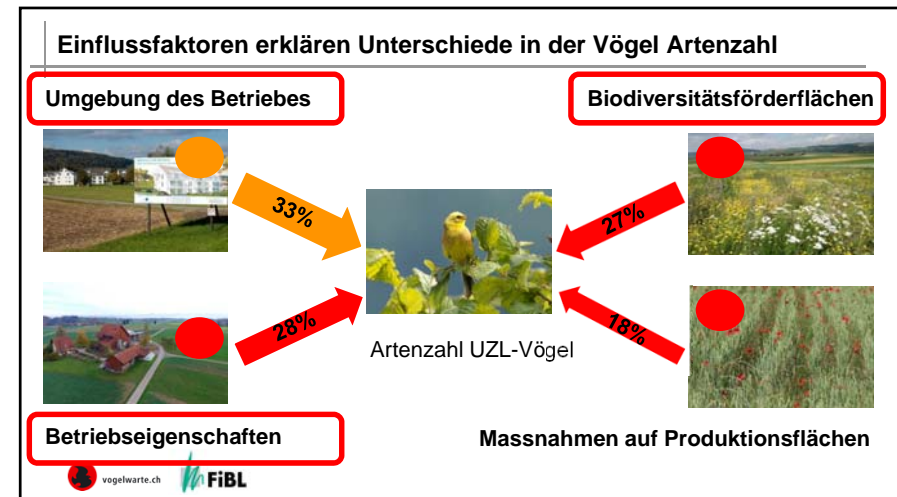 Einflussfaktoren erklären Unterschiede in der Vögel Artenzahl
Umgebung des Betriebes
Biodiversitätsförderflächen
33%
27%
28%
18%
Artenzahl UZL-Vögel
Betriebseigenschaften
Massnahmen auf Produktionsflächen
vogelwarte.ch
FiBL